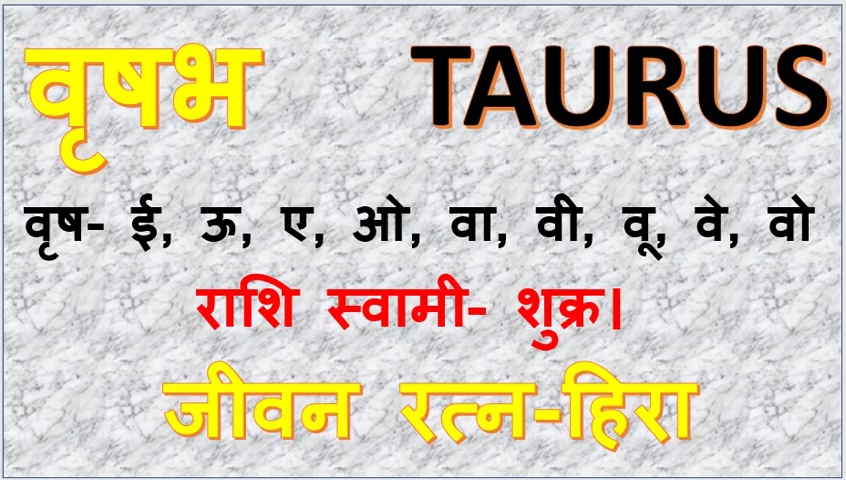 वृषभ TAURUS
वृष- ई, ऊ, ए, ओ, वा, वी, वू, वे, वो
राशि स्वामी- शुक्र।
जीवन रत्न-हिरा